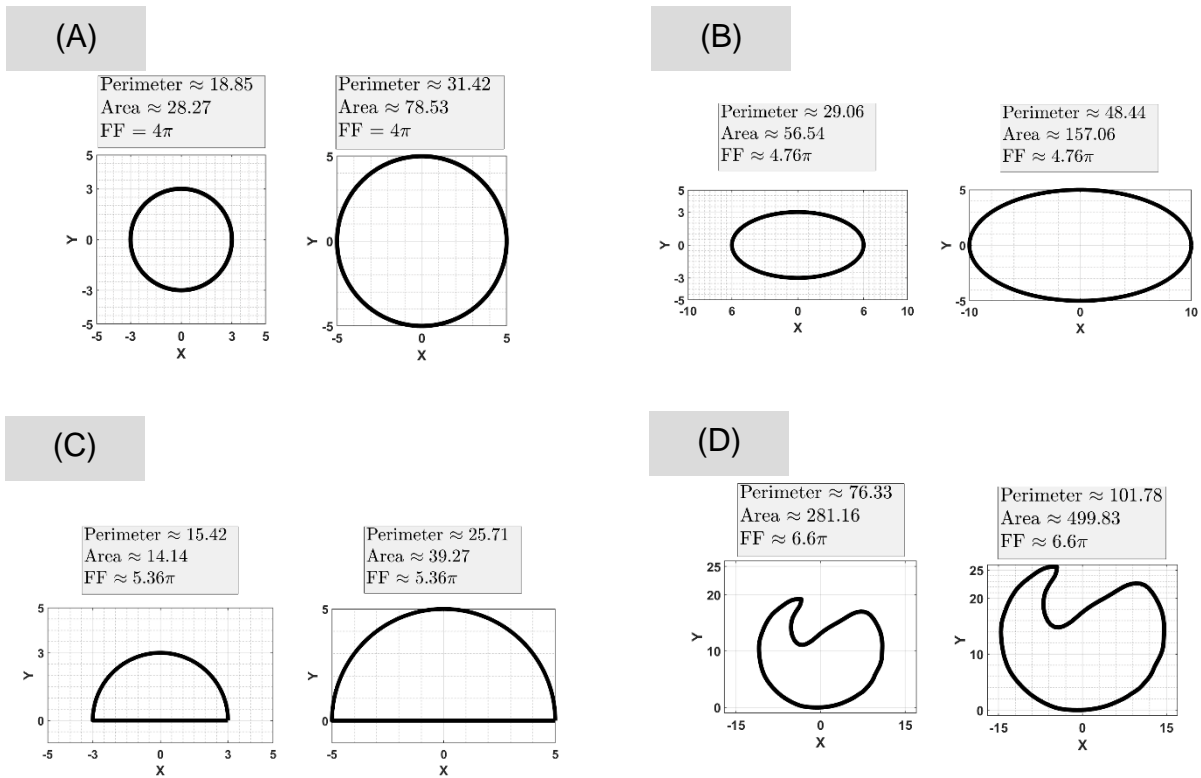 (A)
Perimeter ≈ 18.85
Area ≈ 28.27
FF = 4π
5
3
0
-3
-5
Y
-5
-3
0
3
5
X
Perimeter ≈ 31.42
Area ≈ 78.53
FF = 4π
5
0
-5
Y
-5
0
5
X
(B)
Perimeter ≈ 29.06
Area ≈ 56.54
FF ≈ 4.76π
5
3
0
-3
-5
Y
-10
6
0
6
10
X
Perimeter ≈ 48.44
Area ≈ 157.06
FF ≈ 4.76π
5
0
-5
Y
-10
0
10
X
(C)
Perimeter ≈ 15.42
Area ≈ 14.14
FF ≈ 5.36π
5
3
0
Y
-5
-3
0
3
5
X
Perimeter ≈ 25.71
Area ≈ 39.27
FF ≈ 5.36π
5
0
Y
-5
0
5
X
(D)
Perimeter ≈ 76.33
Area ≈ 281.16
FF ≈ 6.6π
25
20
10
0
Y
-15
0
15
X
Perimeter ≈ 101.78
Area ≈ 499.83
FF ≈ 6.6π
25
20
10
0
Y
-15
0
15
X